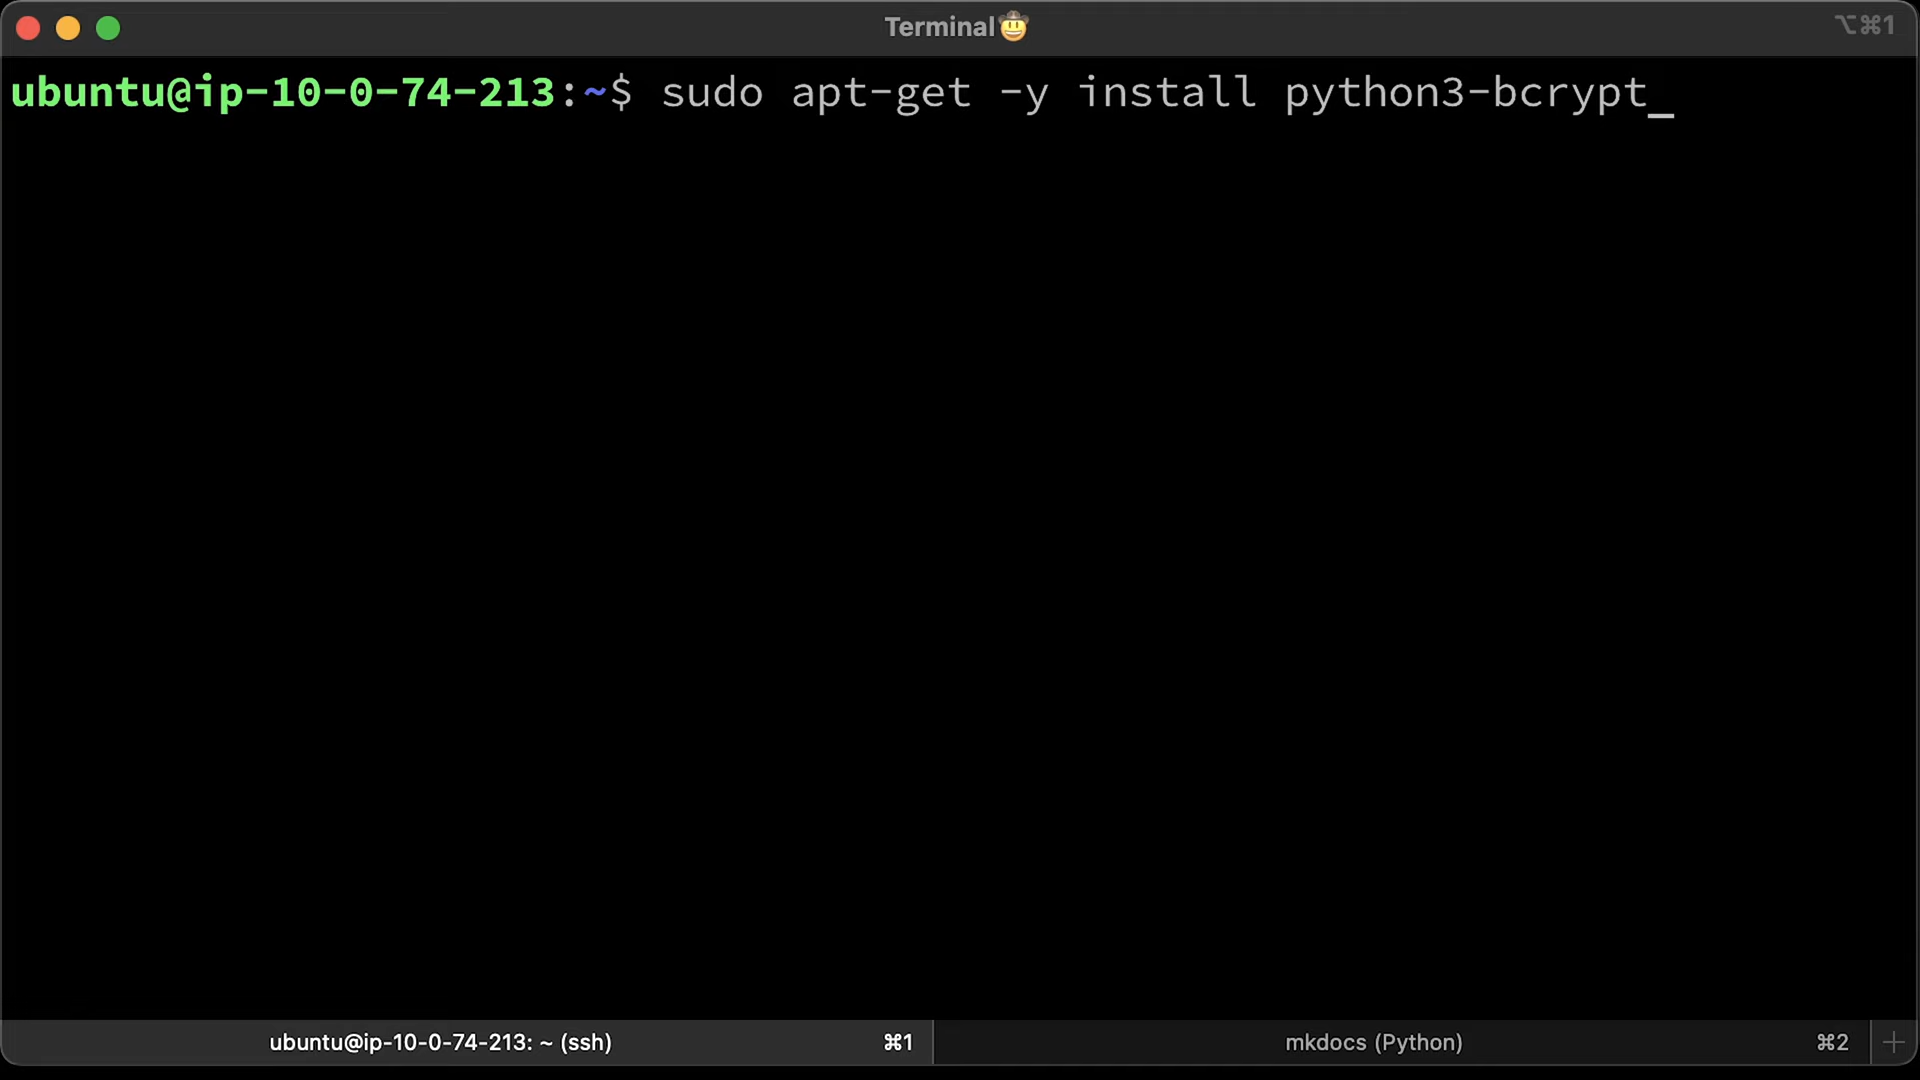 Terminal🤠
⌥⌘1
ubuntu@ip-10-0-74-213:~$ sudo apt-get -y install python3-bcrypt_
ubuntu@ip-10-0-74-213: ~ (ssh)
⌘1
mkdocs (Python)
⌘2
+